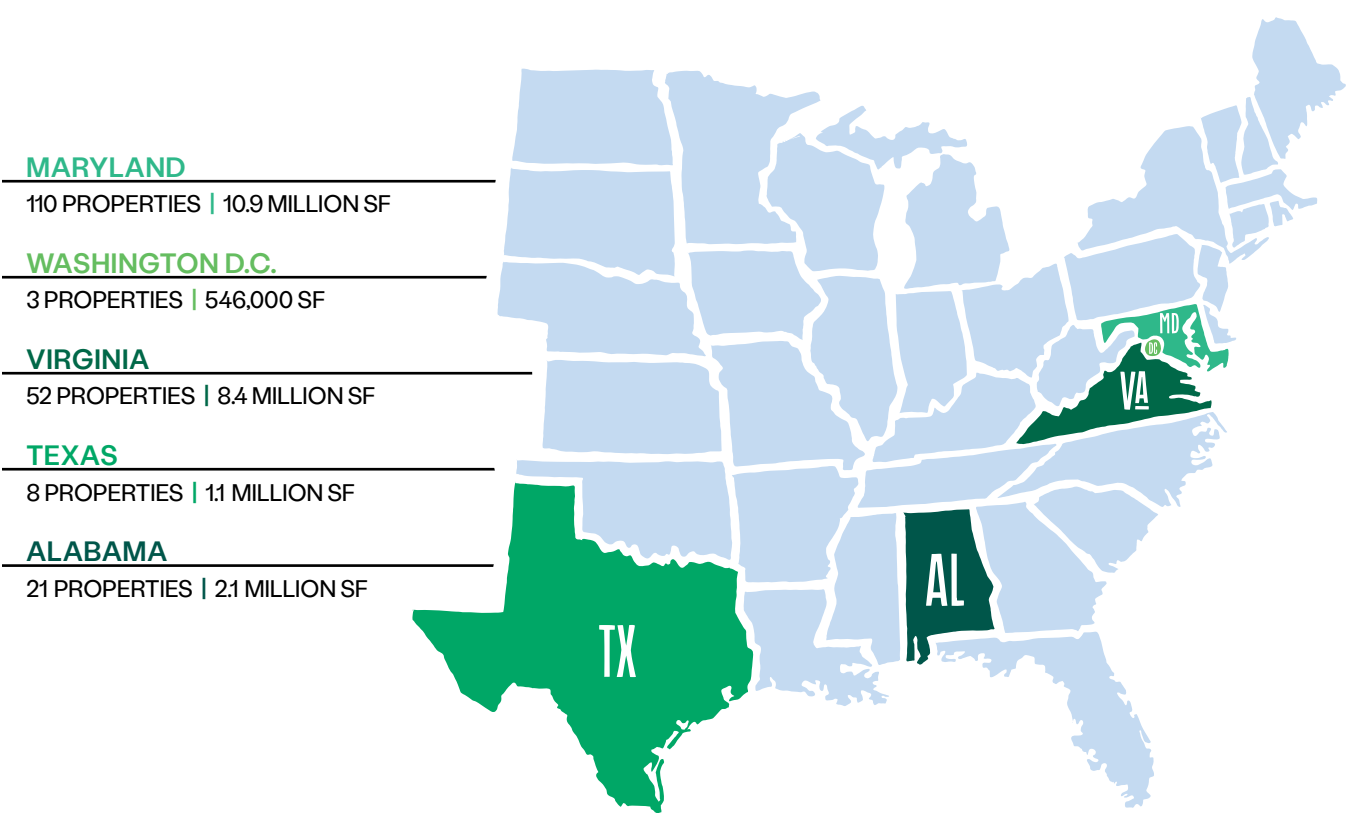 MARYLAND
110 PROPERTIES | 10.9 MILLION SF
WASHINGTON D.C.
3 PROPERTIES | 546,000 SF
VIRGINIA
52 PROPERTIES | 8.4 MILLION SF
TEXAS
8 PROPERTIES | 1.1 MILLION SF
ALABAMA
21 PROPERTIES | 2.1 MILLION SF
MD
DC
VA
AL
TX